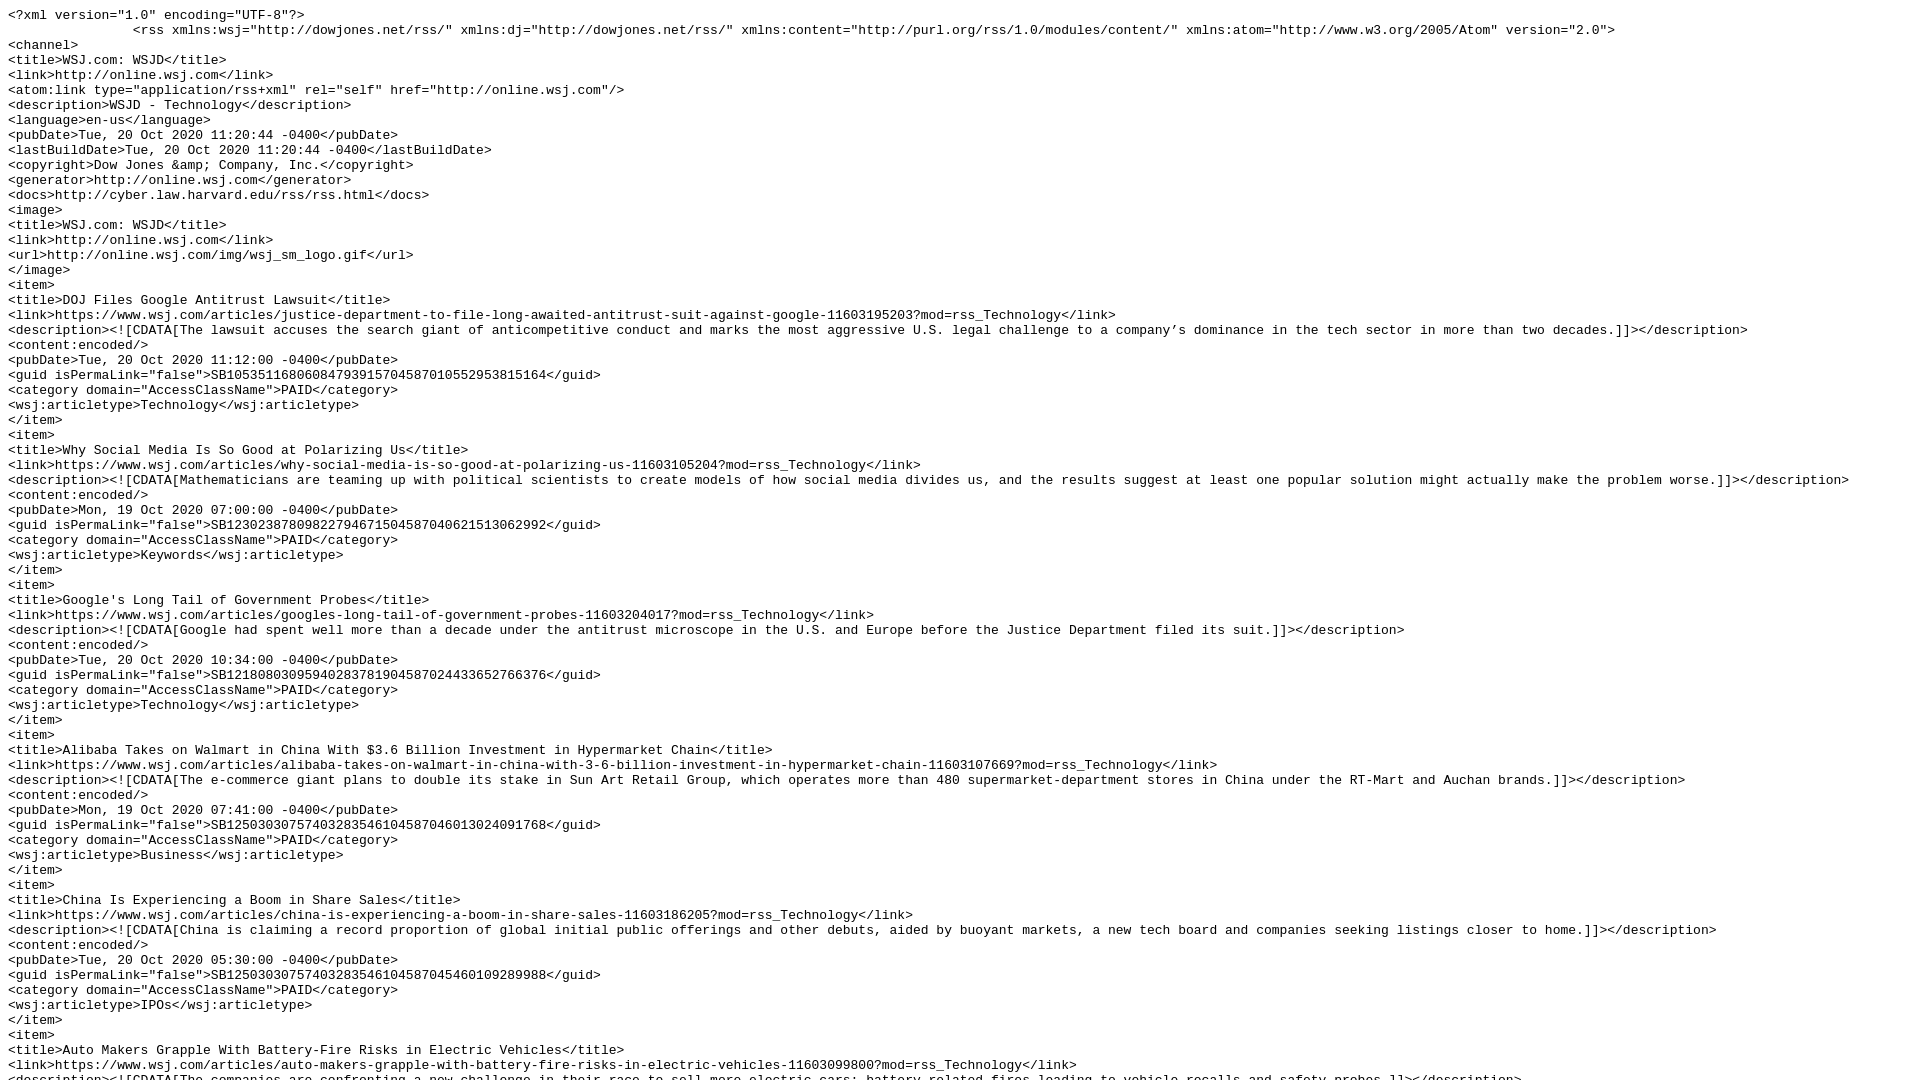 <?xml version="1.0" encoding="UTF-8"?>
<rss xmlns:wsj="http://dowjones.net/rss/" xmlns:dj="http://dowjones.net/rss/" xmlns:content="http://purl.org/rss/1.0/modules/content/" xmlns:atom="http://www.w3.org/2005/Atom" version="2.0">
<channel>
<title>WSJ.com: WSJD</title>
<link>http://online.wsj.com</link>
<atom:link type="application/rss+xml" rel="self" href="http://online.wsj.com"/>
<description>WSJD - Technology</description>
<language>en-us</language>
<pubDate>Tue, 20 Oct 2020 11:20:44 -0400</pubDate>
<lastBuildDate>Tue, 20 Oct 2020 11:20:44 -0400</lastBuildDate>
<copyright>Dow Jones &amp; Company, Inc.</copyright>
<generator>http://online.wsj.com</generator>
<docs>http://cyber.law.harvard.edu/rss/rss.html</docs>
<image>
<title>WSJ.com: WSJD</title>
<link>http://online.wsj.com</link>
<url>http://online.wsj.com/img/wsj_sm_logo.gif</url>
</image>
<item>
<title>DOJ Files Google Antitrust Lawsuit</title>
<link>https://www.wsj.com/articles/justice-department-to-file-long-awaited-antitrust-suit-against-google-11603195203?mod=rss_Technology</link>
<description><![CDATA[The lawsuit accuses the search giant of anticompetitive conduct and marks the most aggressive U.S. legal challenge to a company’s dominance in the tech sector in more than two decades.]]></description>
<content:encoded/>
<pubDate>Tue, 20 Oct 2020 11:12:00 -0400</pubDate>
<guid isPermaLink="false">SB10535116806084793915704587010552953815164</guid>
<category domain="AccessClassName">PAID</category>
<wsj:articletype>Technology</wsj:articletype>
</item>
<item>
<title>Why Social Media Is So Good at Polarizing Us</title>
<link>https://www.wsj.com/articles/why-social-media-is-so-good-at-polarizing-us-11603105204?mod=rss_Technology</link>
<description><![CDATA[Mathematicians are teaming up with political scientists to create models of how social media divides us, and the results suggest at least one popular solution might actually make the problem worse.]]></description>
<content:encoded/>
<pubDate>Mon, 19 Oct 2020 07:00:00 -0400</pubDate>
<guid isPermaLink="false">SB12302387809822794671504587040621513062992</guid>
<category domain="AccessClassName">PAID</category>
<wsj:articletype>Keywords</wsj:articletype>
</item>
<item>
<title>Google's Long Tail of Government Probes</title>
<link>https://www.wsj.com/articles/googles-long-tail-of-government-probes-11603204017?mod=rss_Technology</link>
<description><![CDATA[Google had spent well more than a decade under the antitrust microscope in the U.S. and Europe before the Justice Department filed its suit.]]></description>
<content:encoded/>
<pubDate>Tue, 20 Oct 2020 10:34:00 -0400</pubDate>
<guid isPermaLink="false">SB12180803095940283781904587024433652766376</guid>
<category domain="AccessClassName">PAID</category>
<wsj:articletype>Technology</wsj:articletype>
</item>
<item>
<title>Alibaba Takes on Walmart in China With $3.6 Billion Investment in Hypermarket Chain</title>
<link>https://www.wsj.com/articles/alibaba-takes-on-walmart-in-china-with-3-6-billion-investment-in-hypermarket-chain-11603107669?mod=rss_Technology</link>
<description><![CDATA[The e-commerce giant plans to double its stake in Sun Art Retail Group, which operates more than 480 supermarket-department stores in China under the RT-Mart and Auchan brands.]]></description>
<content:encoded/>
<pubDate>Mon, 19 Oct 2020 07:41:00 -0400</pubDate>
<guid isPermaLink="false">SB12503030757403283546104587046013024091768</guid>
<category domain="AccessClassName">PAID</category>
<wsj:articletype>Business</wsj:articletype>
</item>
<item>
<title>China Is Experiencing a Boom in Share Sales</title>
<link>https://www.wsj.com/articles/china-is-experiencing-a-boom-in-share-sales-11603186205?mod=rss_Technology</link>
<description><![CDATA[China is claiming a record proportion of global initial public offerings and other debuts, aided by buoyant markets, a new tech board and companies seeking listings closer to home.]]></description>
<content:encoded/>
<pubDate>Tue, 20 Oct 2020 05:30:00 -0400</pubDate>
<guid isPermaLink="false">SB12503030757403283546104587045460109289988</guid>
<category domain="AccessClassName">PAID</category>
<wsj:articletype>IPOs</wsj:articletype>
</item>
<item>
<title>Auto Makers Grapple With Battery-Fire Risks in Electric Vehicles</title>
<link>https://www.wsj.com/articles/auto-makers-grapple-with-battery-fire-risks-in-electric-vehicles-11603099800?mod=rss_Technology</link>
<description><![CDATA[The companies are confronting a new challenge in their race to sell more electric cars: battery-related fires leading to vehicle recalls and safety probes.]]></description>